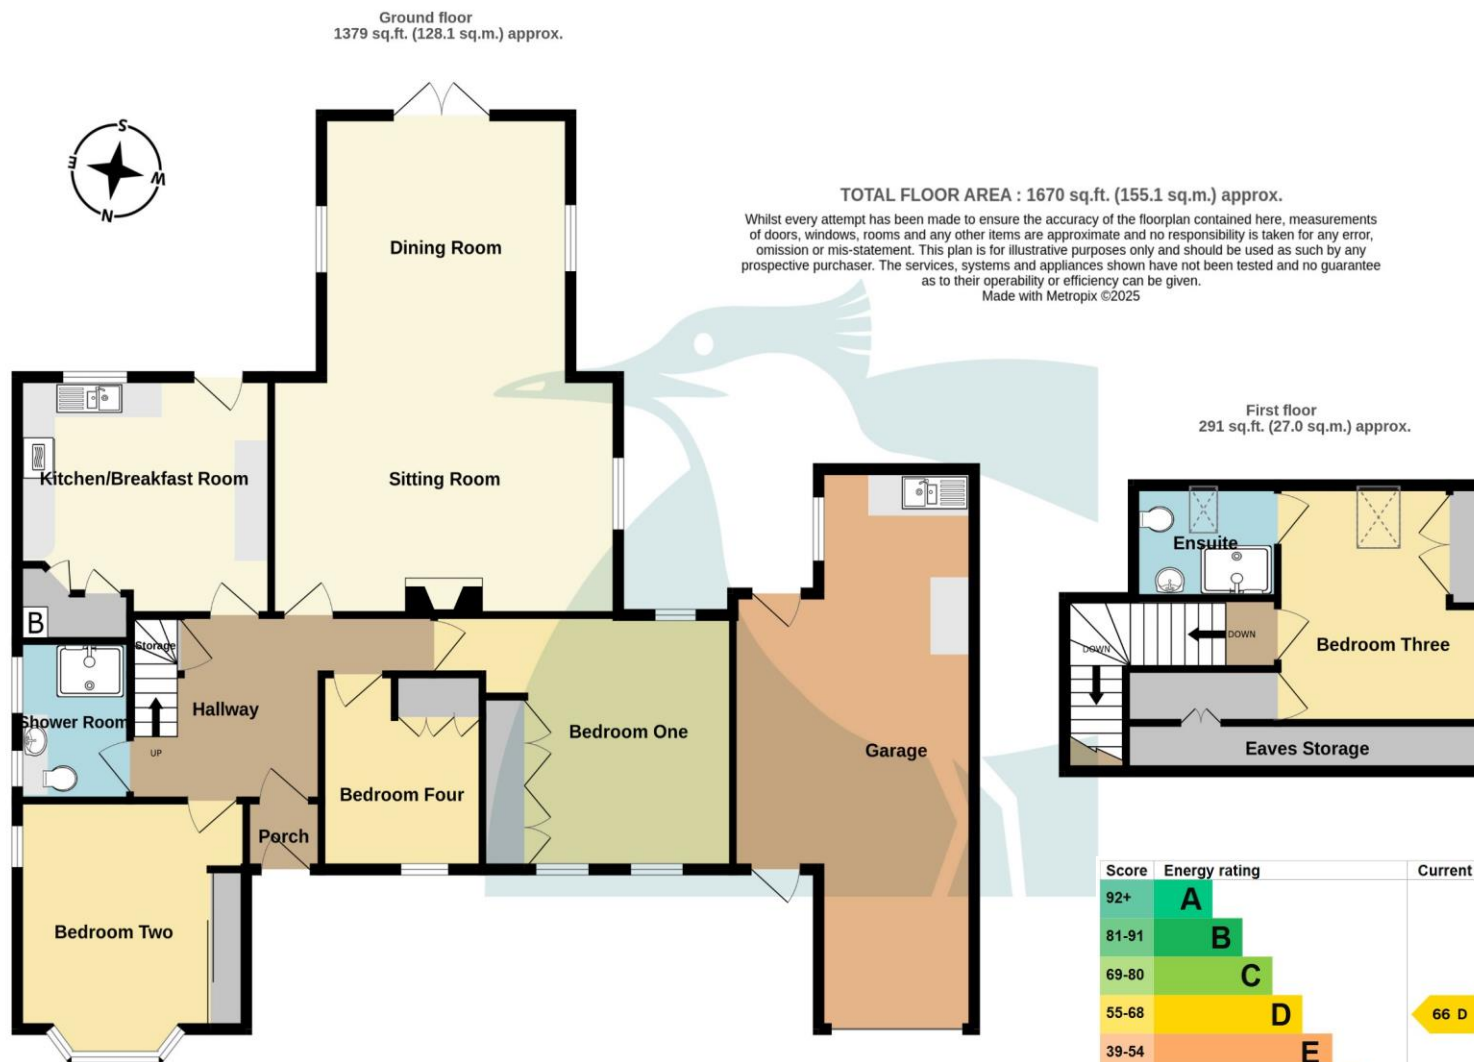 Ground floor
1379 sq.ft. (128.1 sq.m.) approx.
S
E
W
N
TOTAL FLOOR AREA : 1670 sq.ft. (155.1 sq.m.) approx.
Whilst every attempt has been made to ensure the accuracy of the floorplan contained here, measurements
of doors, windows, rooms and any other items are approximate and no responsibility is taken for any error,
omission or mis-statement. This plan is for illustrative purposes only and should be used as such by any
prospective purchaser. The services, systems and appliances shown have not been tested and no guarantee
as to their operability or efficiency can be given.
Made with Metropix ©2025
Dining Room
Kitchen/Breakfast Room
Sitting Room
B
Storage
Shower Room
Hallway
UP
Bedroom One
Bedroom Four
Porch
Garage
Bedroom Two
First floor
291 sq.ft. (27.0 sq.m.) approx.
Ensuite
DOWN
DOWN
Bedroom Three
Eaves Storage
Score Energy rating Current
92+ A
81-91 B
69-80 C
55-68 D 66 D
39-54 E